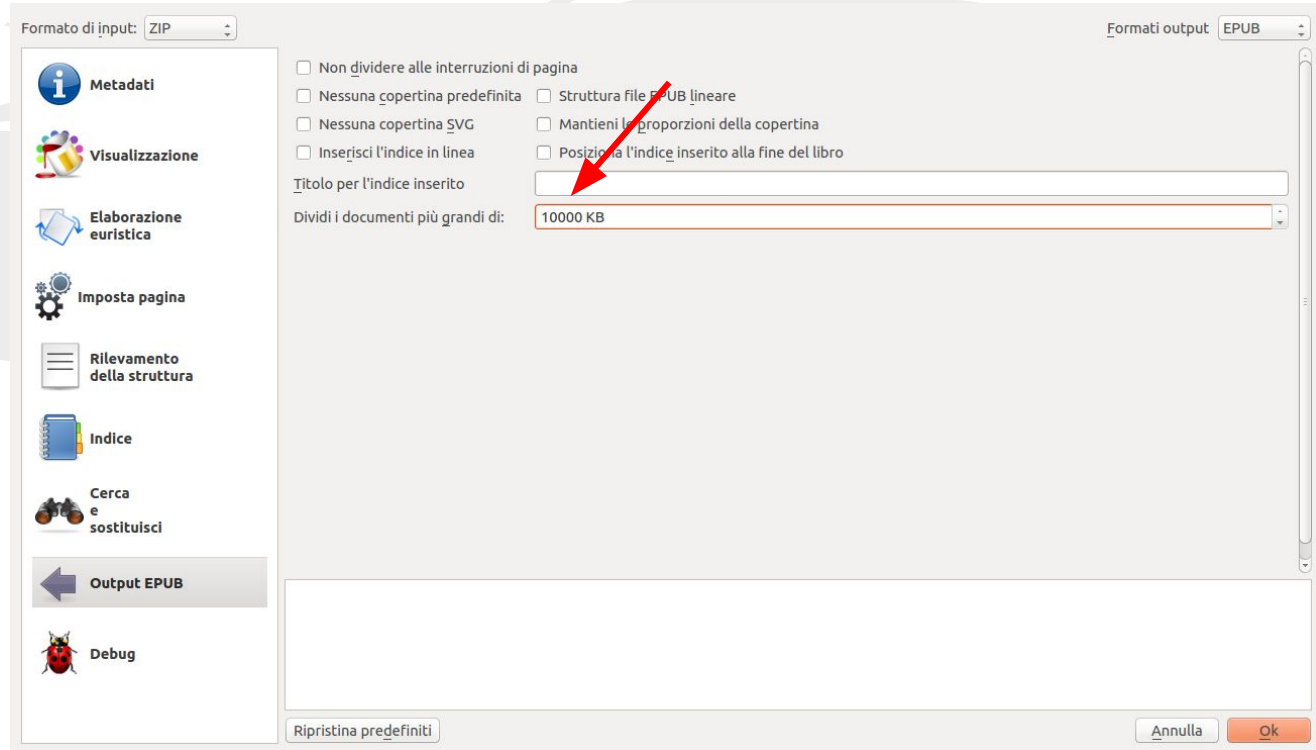 Formato di input: ZIP
Formati output EPUB
Metadati
Visualizzazione
Elaborazione
euristica
Imposta pagina
Rilevamento
della struttura
Indice
Cerca
e
sostituisci
Output EPUB
Debug
Non dividere alle interruzioni di pagina
Nessuna copertina predefinita Struttura file EPUB lineare
Nessuna copertina SVG Mantieni le proporzioni della copertina
Inserisci l'indice in linea Posiziona l'indice inserito alla fine del libro
Titolo per l'indice inserito
Dividi i documenti più grandi di: 10000 KB
Ripristina predefiniti
Annulla Ok